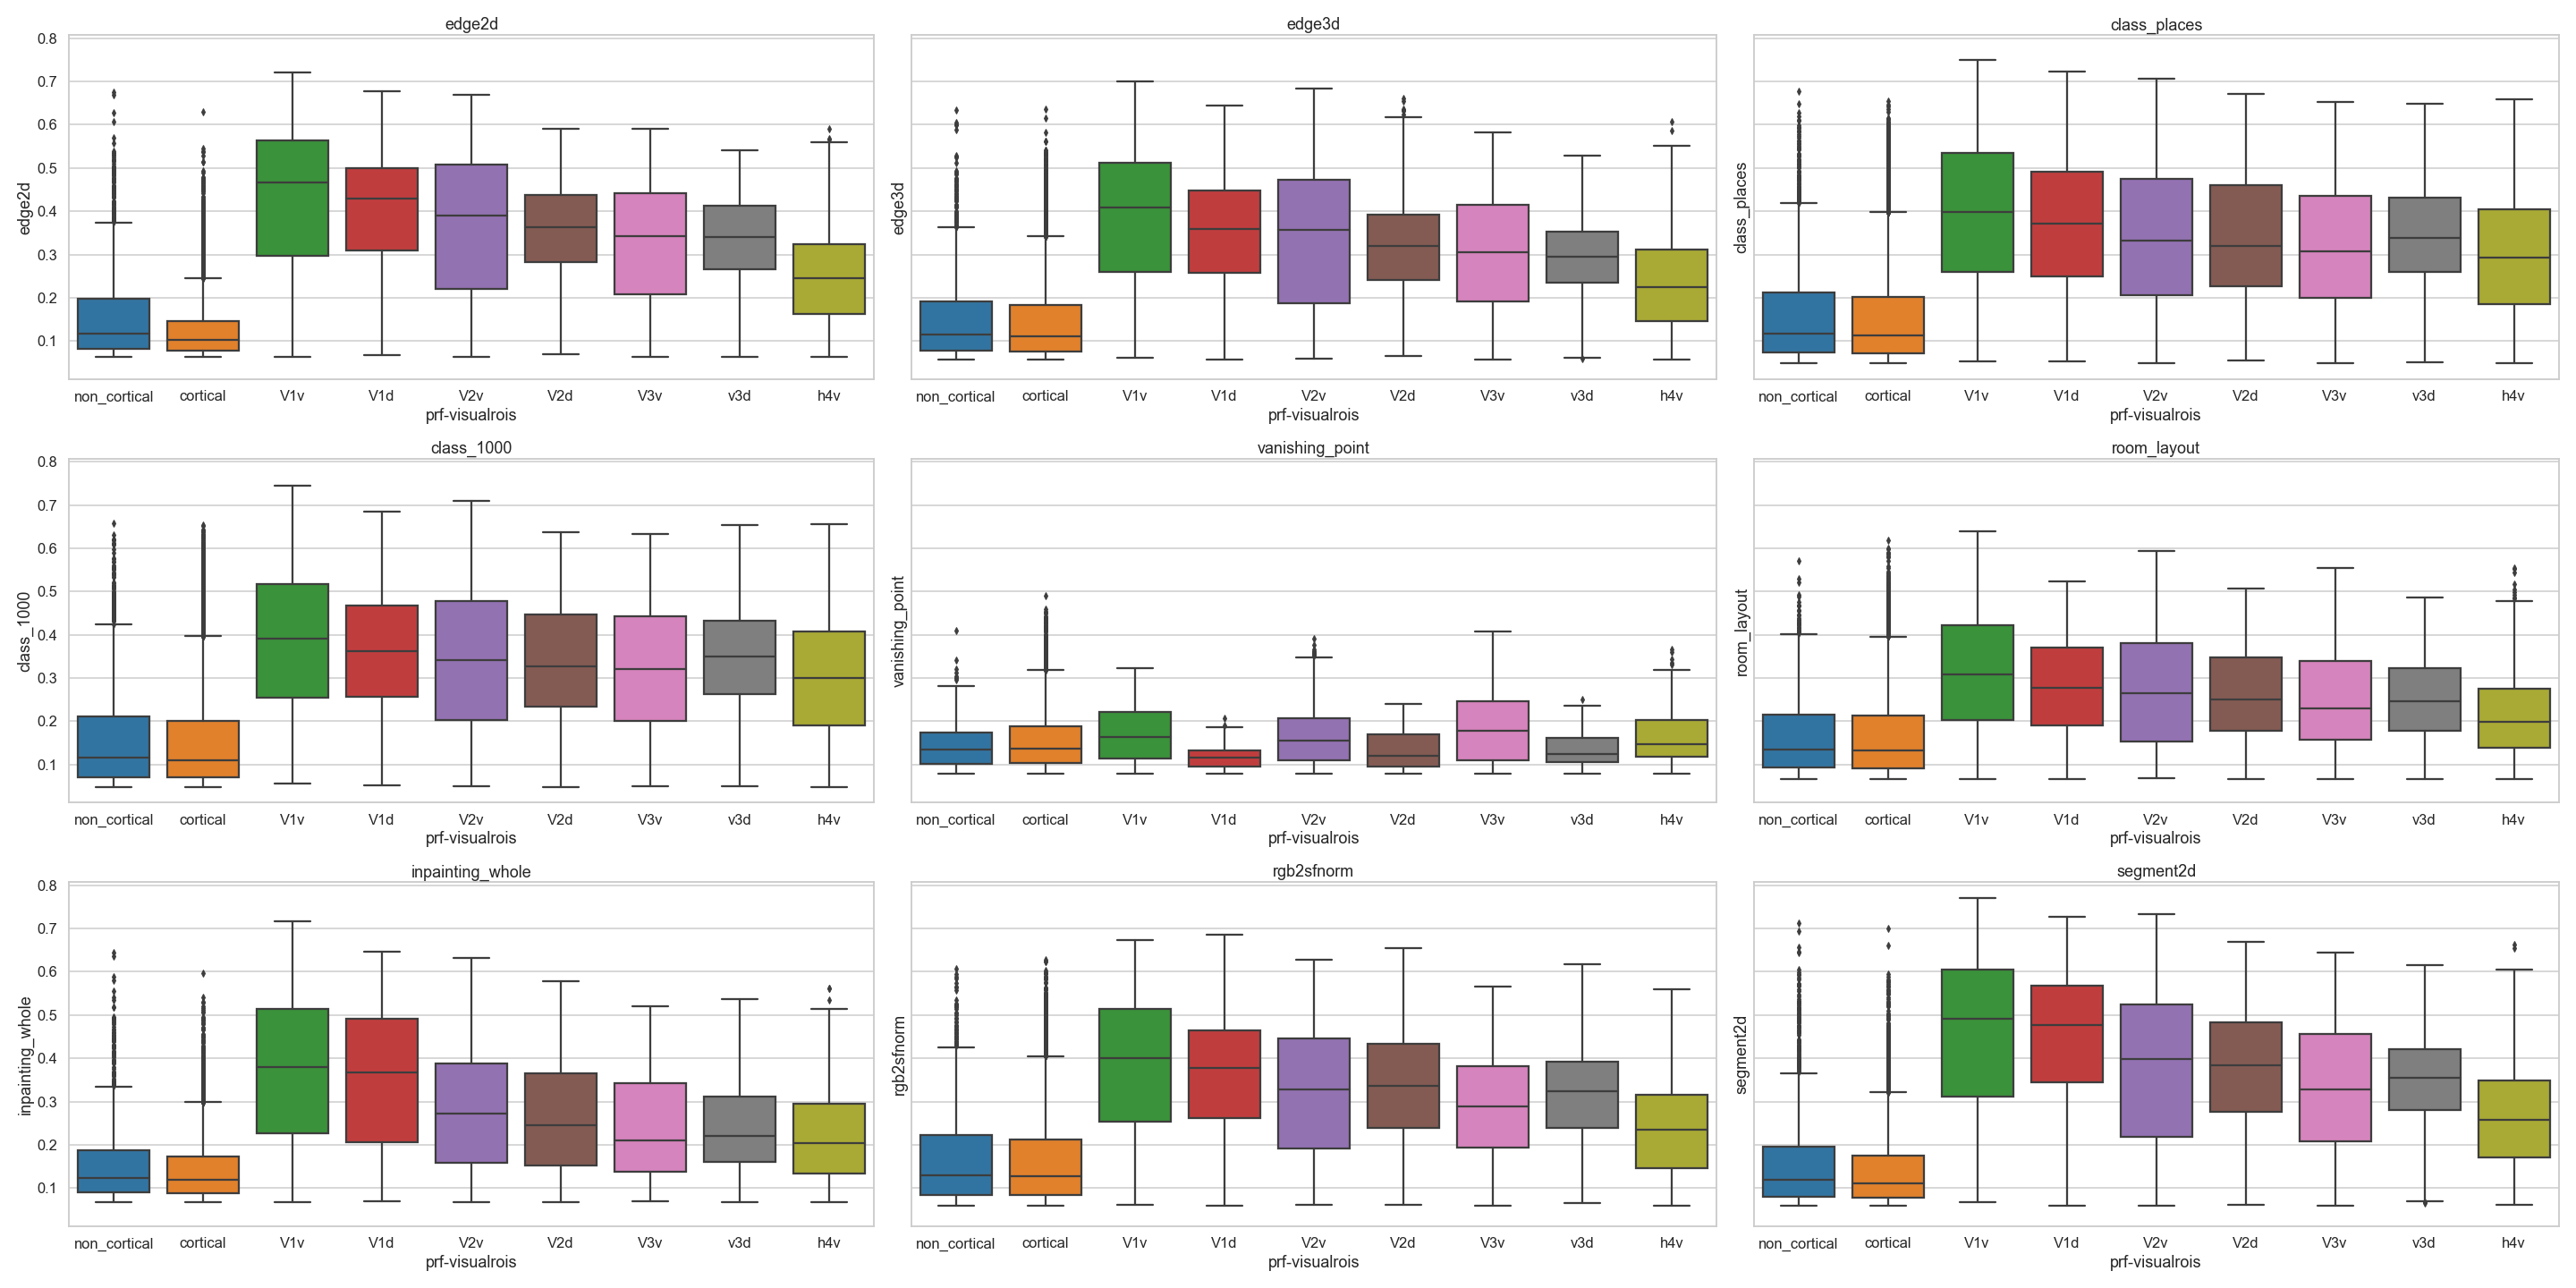 edge2d
edge3d
class_places
0.8
0.7
0.6
0.5
0.4
0.3
0.2
0.1
edge2d
edge3d
class_places
non_cortical cortical V1v V1d V2v V2d V3v v3d h4v
non_cortical cortical V1v V1d V2v V2d V3v v3d h4v
non_cortical cortical V1v V1d V2v V2d V3v v3d h4v
prf-visualrois
prf-visualrois
prf-visualrois
class_1000
vanishing_point
room_layout
0.8
0.7
0.6
0.5
0.4
0.3
0.2
0.1
class_1000
vanishing_point
room_layout
non_cortical cortical V1v V1d V2v V2d V3v v3d h4v
non_cortical cortical V1v V1d V2v V2d V3v v3d h4v
non_cortical cortical V1v V1d V2v V2d V3v v3d h4v
prf-visualrois
prf-visualrois
prf-visualrois
inpainting_whole
rgb2sfnorm
segment2d
0.8
0.7
0.6
0.5
0.4
0.3
0.2
0.1
inpainting_whole
rgb2sfnorm
segment2d
non_cortical cortical V1v V1d V2v V2d V3v v3d h4v
non_cortical cortical V1v V1d V2v V2d V3v v3d h4v
non_cortical cortical V1v V1d V2v V2d V3v v3d h4v
prf-visualrois
prf-visualrois
prf-visualrois